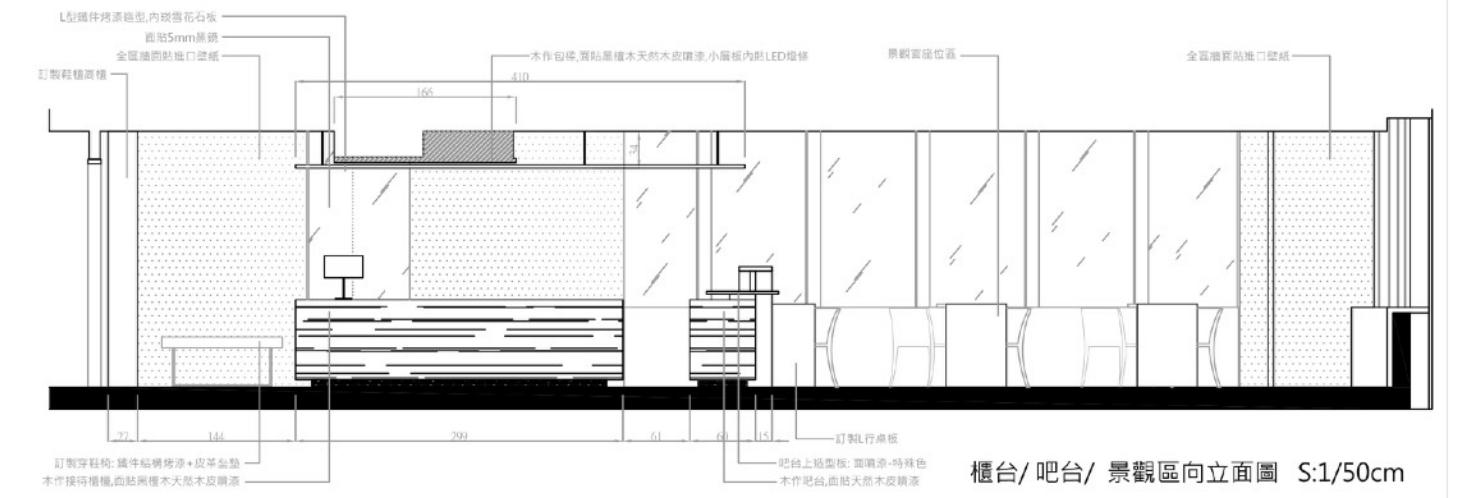 L型鐵件烤漆造型,內崁雪花石板
面貼5mm黑鏡
全區牆面貼進口壁紙
訂製鞋櫃高櫃
木作包樑,面貼黑檀木天然木皮噴漆,小層板內貼LED燈條
景觀窗座位區
全區牆面貼進口壁紙
410
166
34
27
144
299
61
60
15
訂製L行桌板
訂製穿鞋椅: 鐵件結構烤漆+皮革坐墊
木作接待櫃檯,面貼黑檀木天然木皮噴漆
吧台上造型板: 面噴漆-特殊色
木作吧台,面貼天然木皮噴漆
櫃台/ 吧台/ 景觀區向立面圖 S:1/50cm